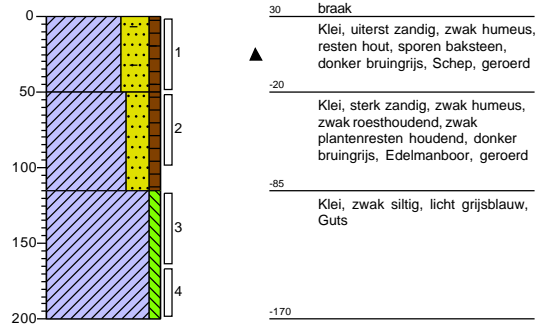 0
50
100
150
200
1
2
3
4
30 braak
Klei, uiterst zandig, zwak humeus,
resten hout, sporen baksteen,
donker bruingrijs, Schep, geroerd
-20
Klei, sterk zandig, zwak humeus,
zwak roesthoudend, zwak
plantenresten houdend, donker
bruingrijs, Edelmanboor, geroerd
-85
Klei, zwak siltig, licht grijsblauw,
Guts
-170